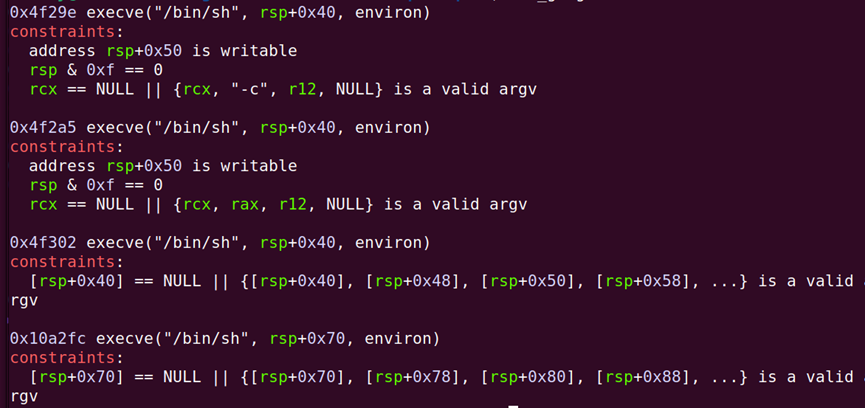 0x4f29e execve("/bin/sh", rsp+0x40, environ)
constraints:
  address rsp+0x50 is writable
  rsp & 0xf == 0
  rcx == NULL || {rcx, "-c", r12, NULL} is a valid argv

0x4f2a5 execve("/bin/sh", rsp+0x40, environ)
constraints:
  address rsp+0x50 is writable
  rsp & 0xf == 0
  rcx == NULL || {rcx, rax, r12, NULL} is a valid argv

0x4f302 execve("/bin/sh", rsp+0x40, environ)
constraints:
  [rsp+0x40] == NULL || {[rsp+0x40], [rsp+0x48], [rsp+0x50], [rsp+0x58], ...} is a valid a
rgv

0x10a2fc execve("/bin/sh", rsp+0x70, environ)
constraints:
  [rsp+0x70] == NULL || {[rsp+0x70], [rsp+0x78], [rsp+0x80], [rsp+0x88], ...} is a valid a
rgv